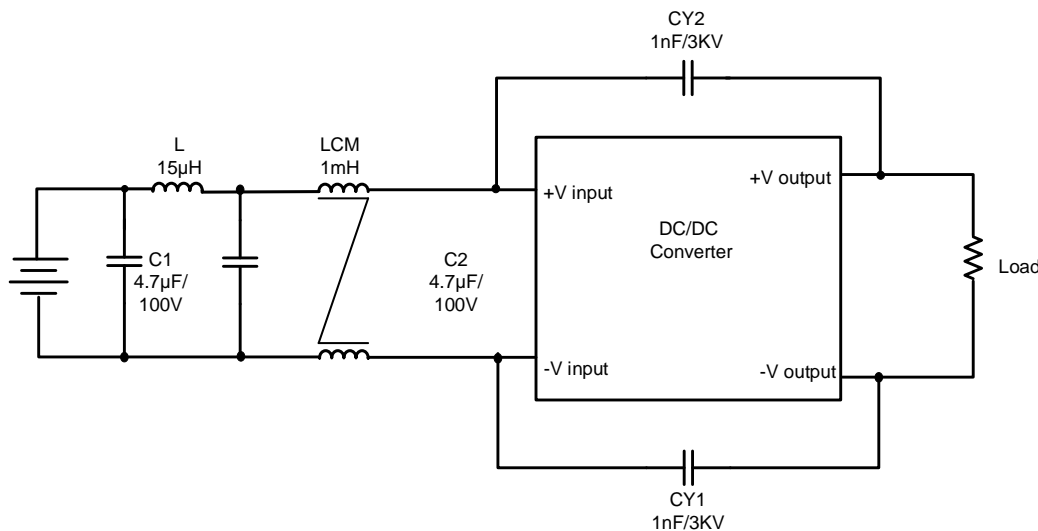 CY2
1nF/3KV
L
15µH
LCM
1mH
+V input
+V output
DC/DC
Converter
C1
4.7µF/
100V
C2
4.7µF/
100V
Load
-V input
-V output
CY1
1nF/3KV